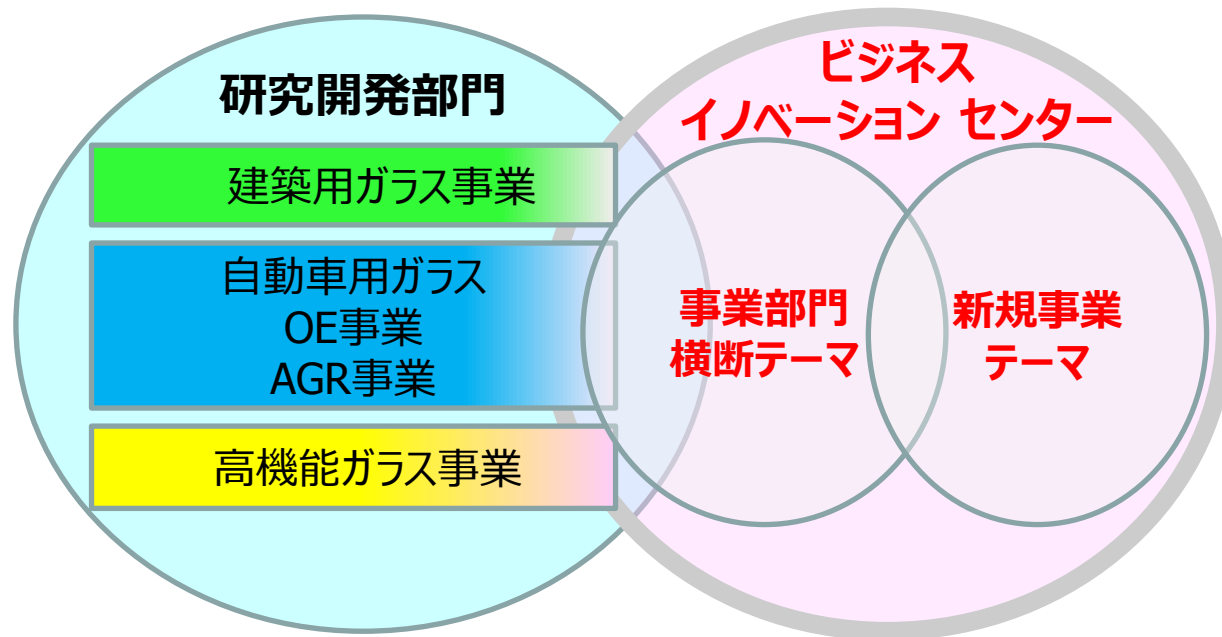 研究開発部門
建築用ガラス事業
自動車用ガラス
OE事業
AGR事業
高機能ガラス事業
ビジネス
イノベーション センター
事業部門
横断テーマ
新規事業
テーマ